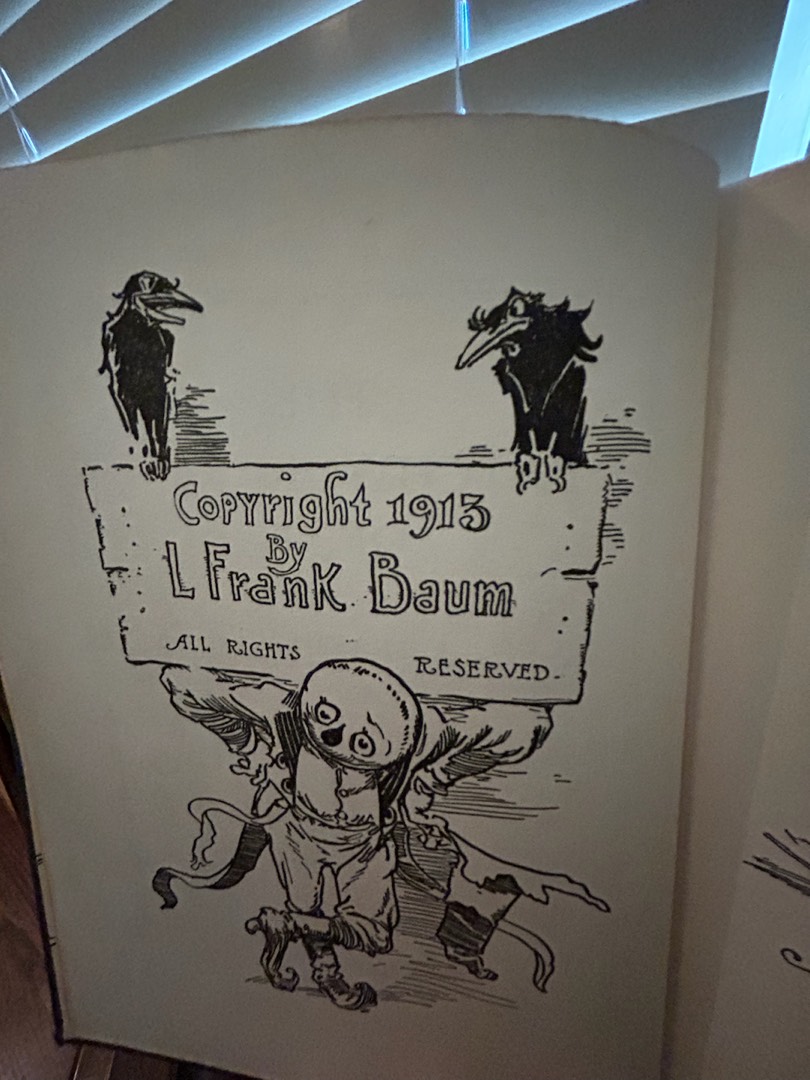 Copyright 1913
By
L Frank Baum
ALL RIGHTS RESERVED.